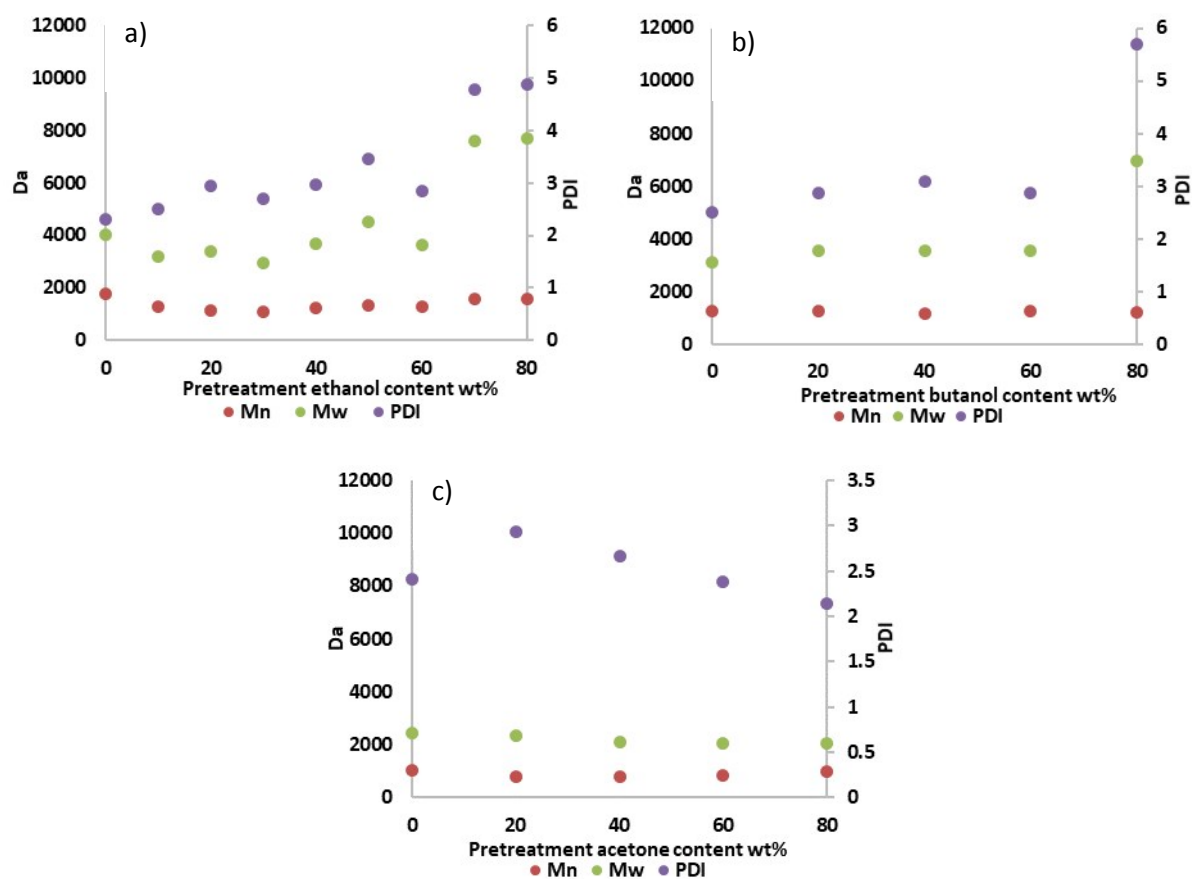 a)
12000
10000
8000
6000
4000
2000
0
Da
6
5
4
3
2
1
0
PDI
0 20 40 60 80
Pretreatment ethanol content wt%
Mn Mw PDI
b)
12000
10000
8000
6000
4000
2000
0
Da
6
5
4
3
2
1
0
PDI
0 20 40 60 80
Pretreatment butanol content wt%
Mn Mw PDI
c)
12000
10000
8000
6000
4000
2000
0
Da
3.5
3
2.5
2
1.5
1
0.5
0
PDI
0 20 40 60 80
Pretreatment acetone content wt%
Mn Mw PDI